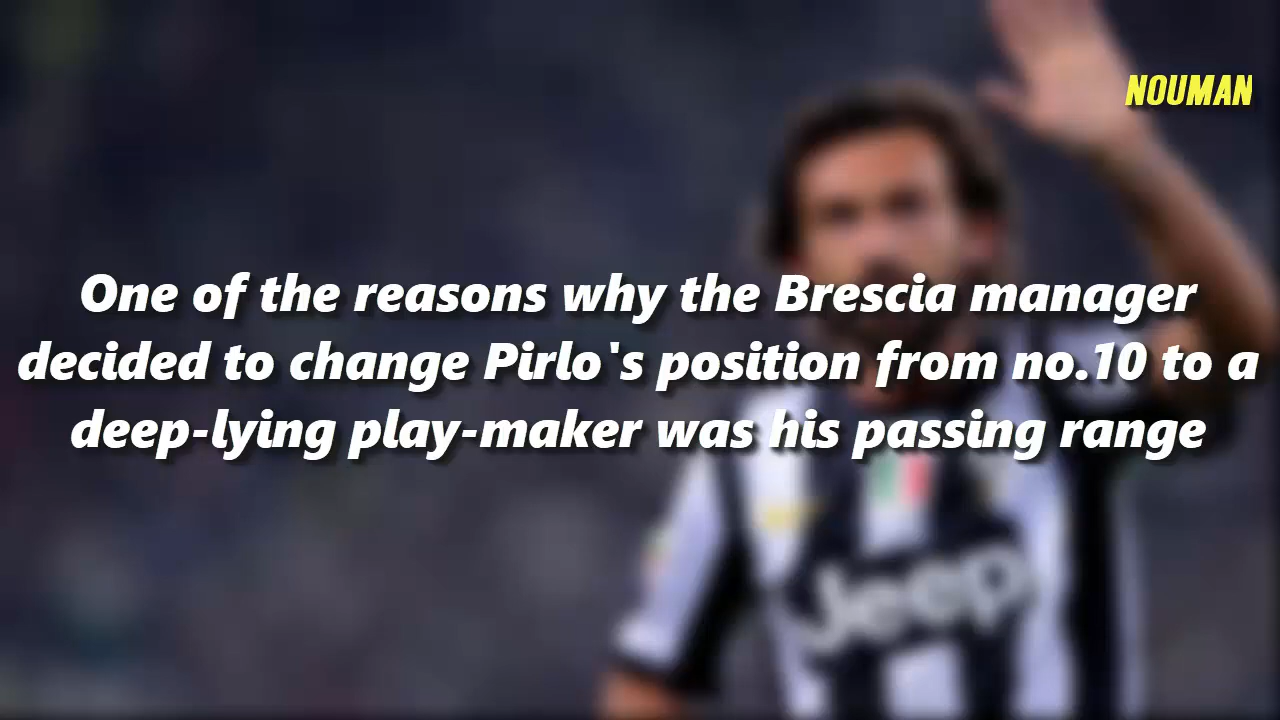 NOUMAN
One of the reasons why the Brescia manager
decided to change Pirlo's position from no.10 to a
deep-lying play-maker was his passing range
Jeep